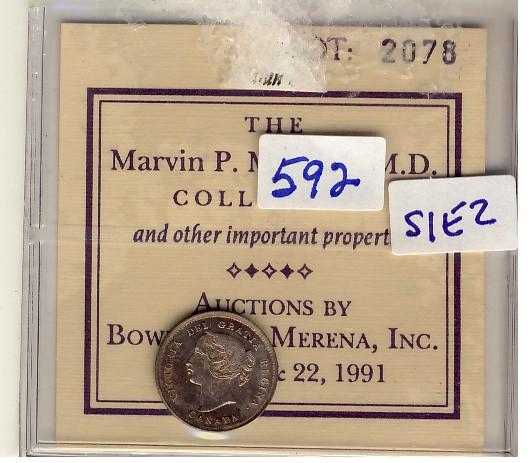 OT: 2078
THE
Marvin P. M M.D.
592
COLL
S/E2
and other important propert
AUCTIONS BY
BOW MERENA, INC.
& 22, 1991
VICTORIA DEI GRATIA REGINA
CANADA